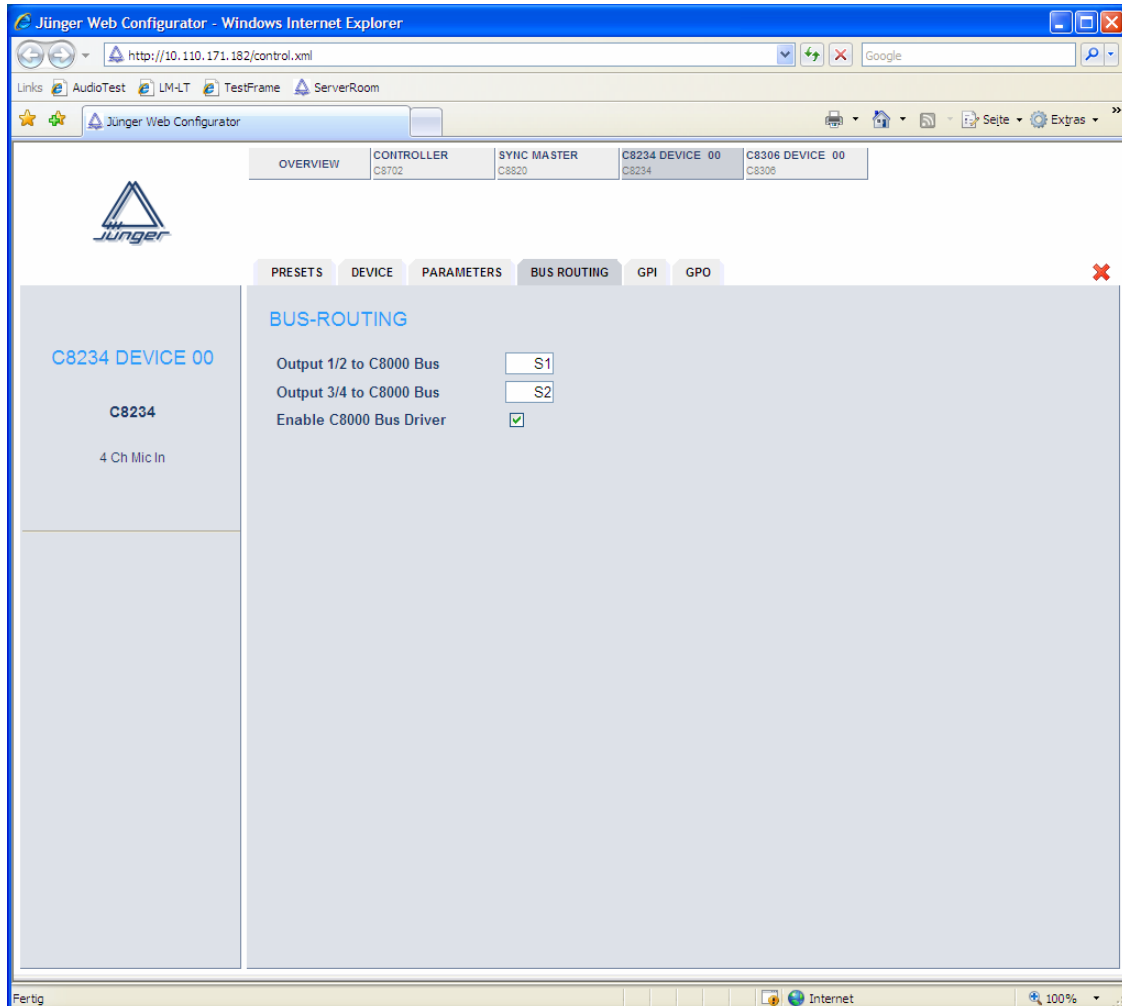 Jünger Web Configurator - Windows Internet Explorer
http://10.110.171.182/control.xml
Google
Links AudioTest LM-LT TestFrame ServerRoom
Jünger Web Configurator
Seite Extras »
OVERVIEW
CONTROLLER
C8702
SYNC MASTER
C8820
C8234 DEVICE 00
C8234
C8306 DEVICE 00
C8306
Jünger
PRESETS DEVICE PARAMETERS BUS ROUTING GPI GPO
C8234 DEVICE 00
C8234
4 Ch Mic In
BUS-ROUTING
Output 1/2 to C8000 Bus S1
Output 3/4 to C8000 Bus S2
Enable C8000 Bus Driver
Fertig Internet 100%